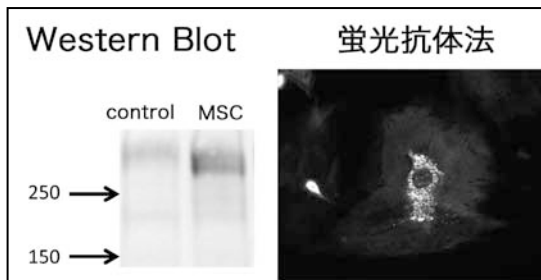 Western Blot
蛍光抗体法
control MSC
250
150